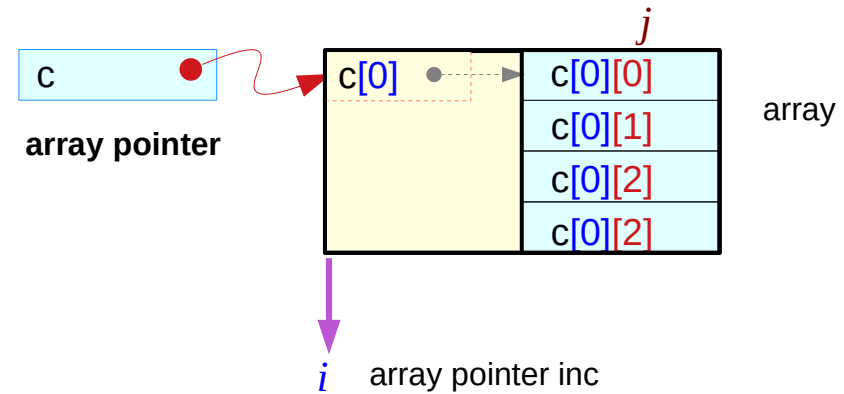 j
c
c[0]
c[0][0]
array
c[0][1]
array pointer
c[0][2]
c[0][2]
i
array pointer inc